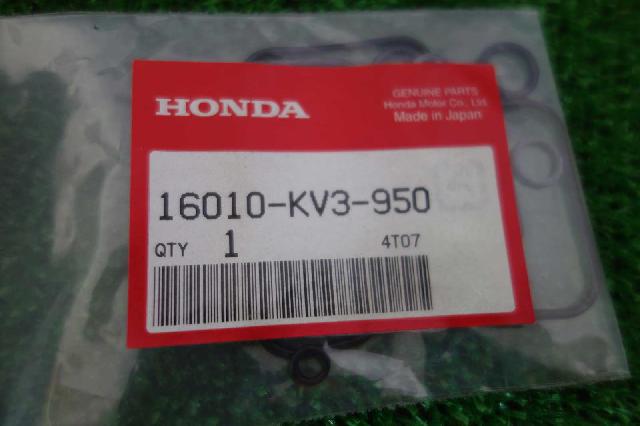 HONDA
GENUINE PARTS
Honda Motor Co., Ltd.
Made in Japan
16010-KV3-950
QTY 1 4T07